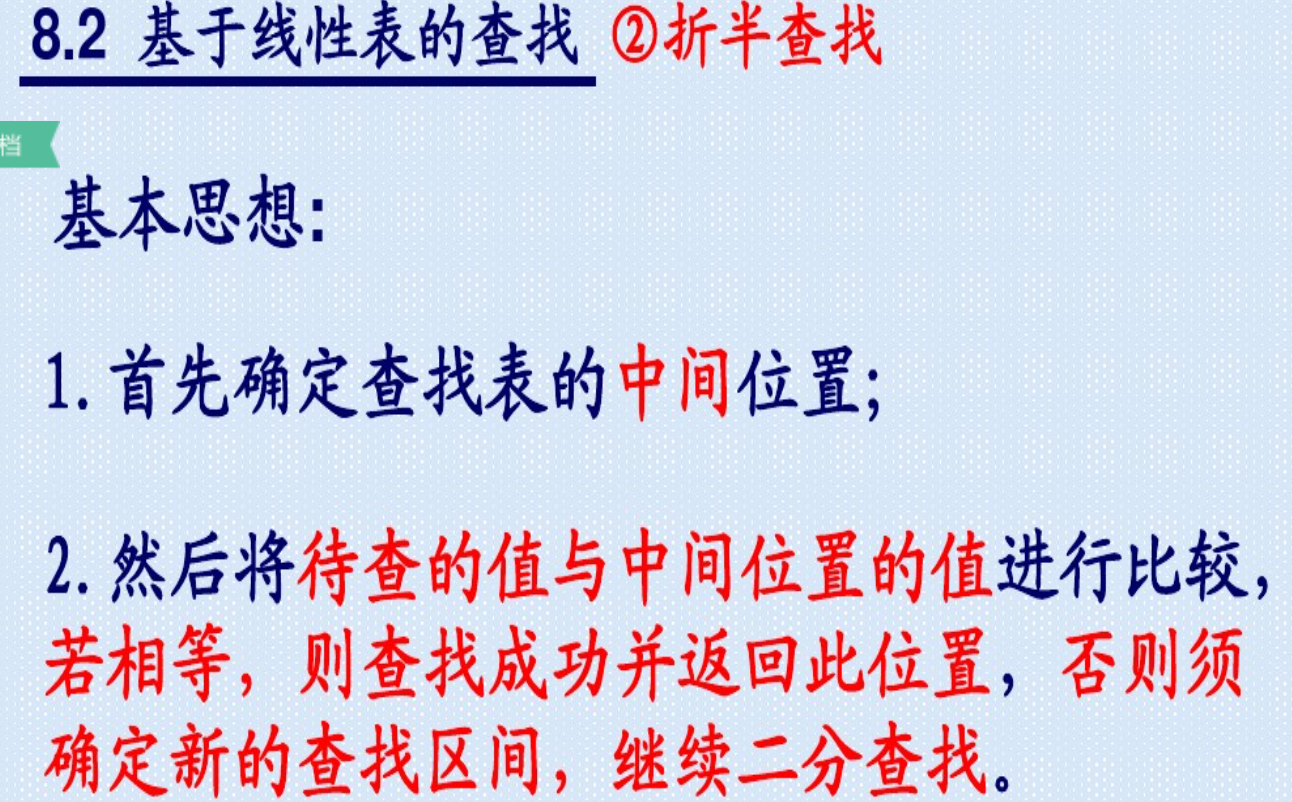 8.2 基于线性表的查找 ②折半查找
档
基本思想:
1. 首先确定查找表的中间位置;
2. 然后将待查的值与中间位置的值进行比较,
若相等，则查找成功并返回此位置，否则须
确定新的查找区间，继续二分查找。